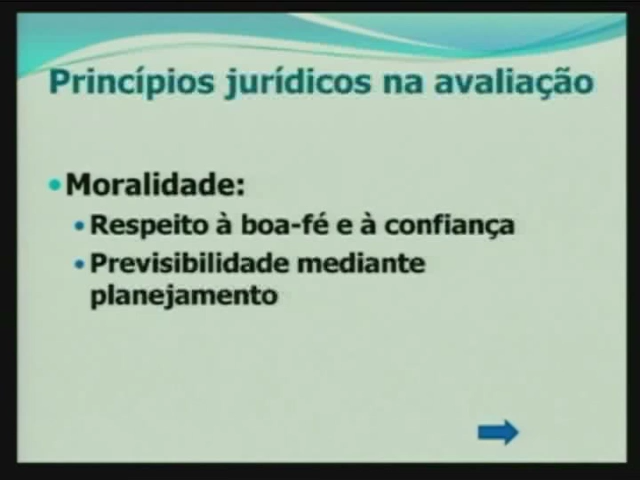 Princípios jurídicos na avaliação
Moralidade:
Respeito à boa-fé e à confiança
Previsibilidade mediante
planejamento